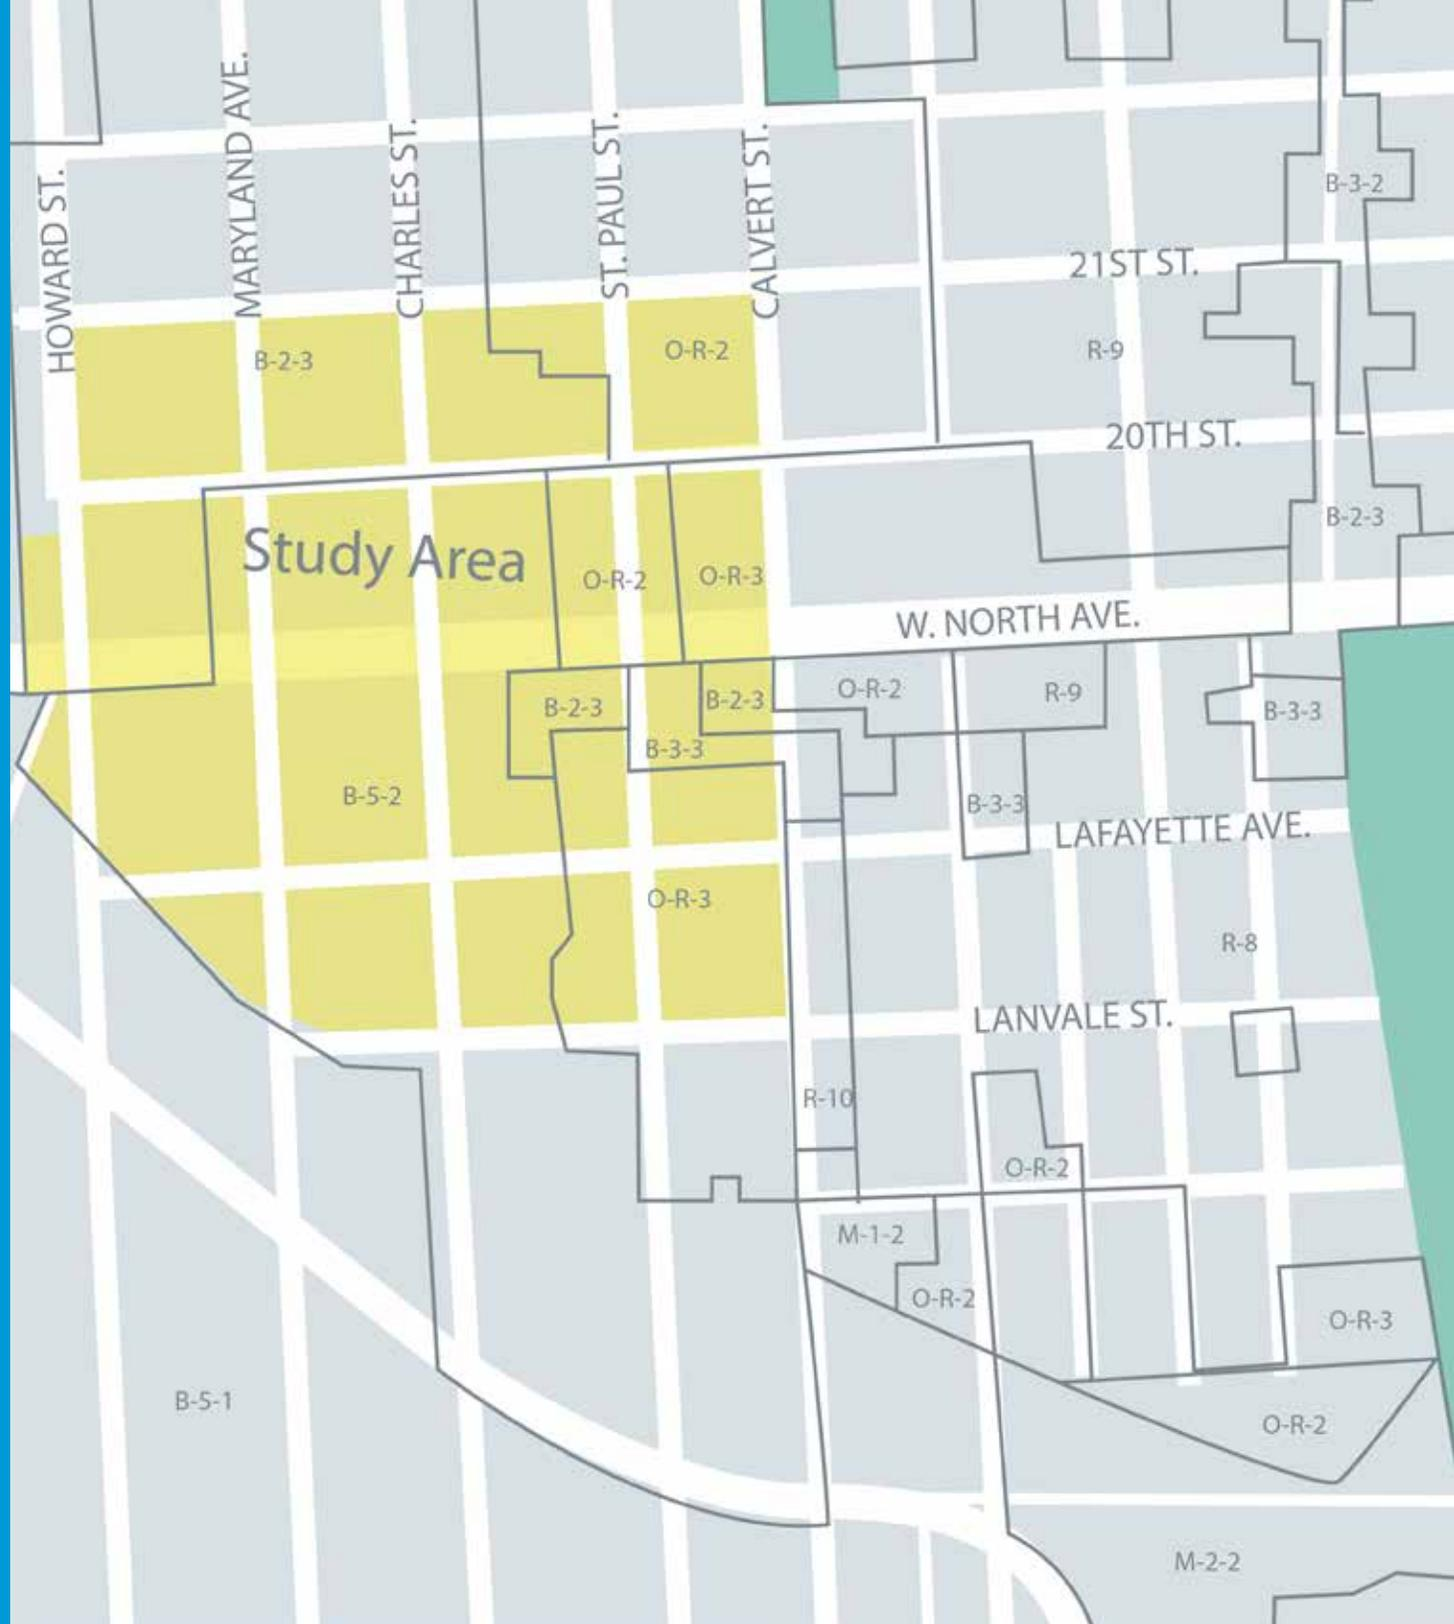 HOWARD ST.
MARYLAND AVE.
CHARLES ST.
ST. PAUL ST.
CALVERT ST.
B-3-2
21ST ST.
B-2-3
O-R-2
R-9
20TH ST.
B-2-3
Study Area
O-R-2
O-R-3
W. NORTH AVE.
B-2-3
B-2-3
O-R-2
R-9
B-3-3
B-3-3
B-5-2
B-3-3
LAFAYETTE AVE.
O-R-3
R-8
LANVALE ST.
R-10
O-R-2
M-1-2
O-R-2
O-R-3
B-5-1
O-R-2
M-2-2